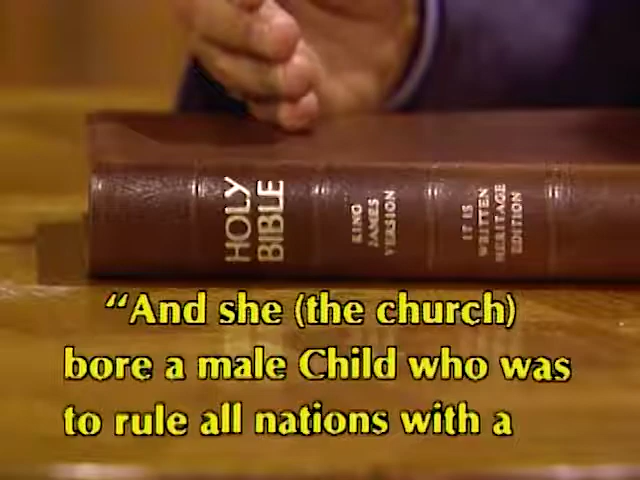 HOLY
BIBLE
KING
JAMES
VERSION
IT IS
WRITTEN
HERITAGE
EDITION
“And she (the church)
bore a male Child who was
to rule all nations with a